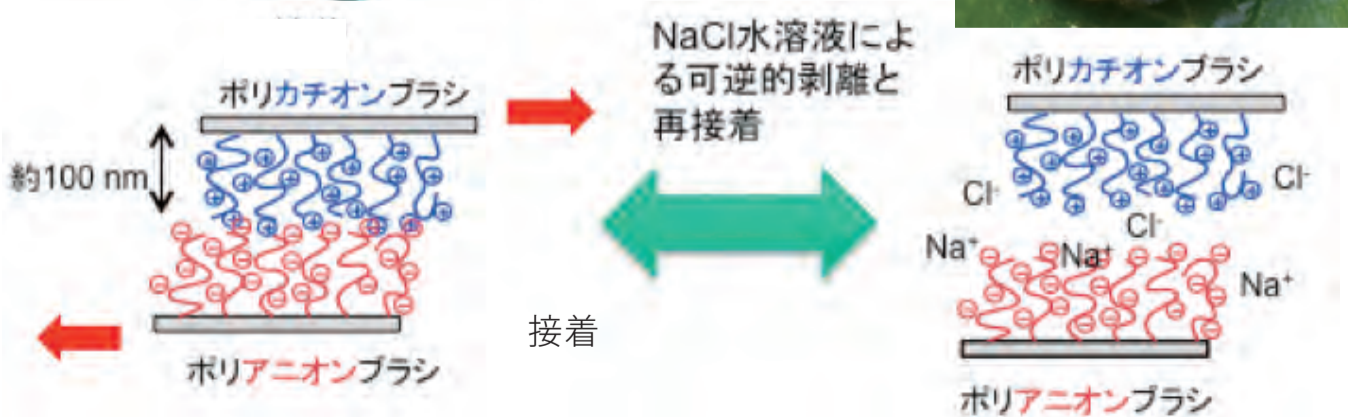 ポリカチオンブラシ
約100 nm
ポリアニオンブラシ
NaCl水溶液によ
る可逆的剥離と
再接着
接着
ポリカチオンブラシ
Cl-
Cl-
Cl-
Na+
Na+
Na+
ポリアニオンブラシ